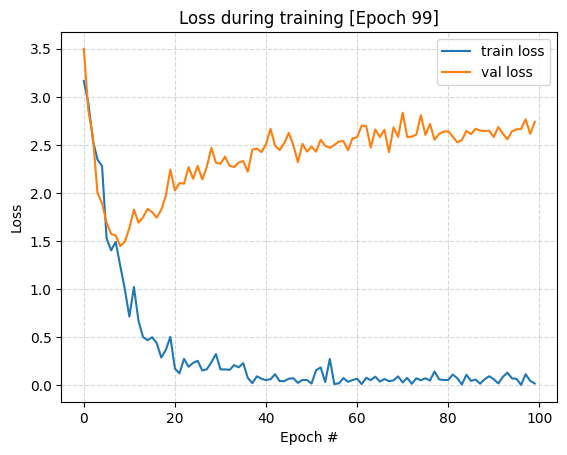 Loss during training [Epoch 99]
train loss
val loss
3.5
3.0
2.5
2.0
1.5
1.0
0.5
0.0
Loss
0 20 40 60 80 100
Epoch #